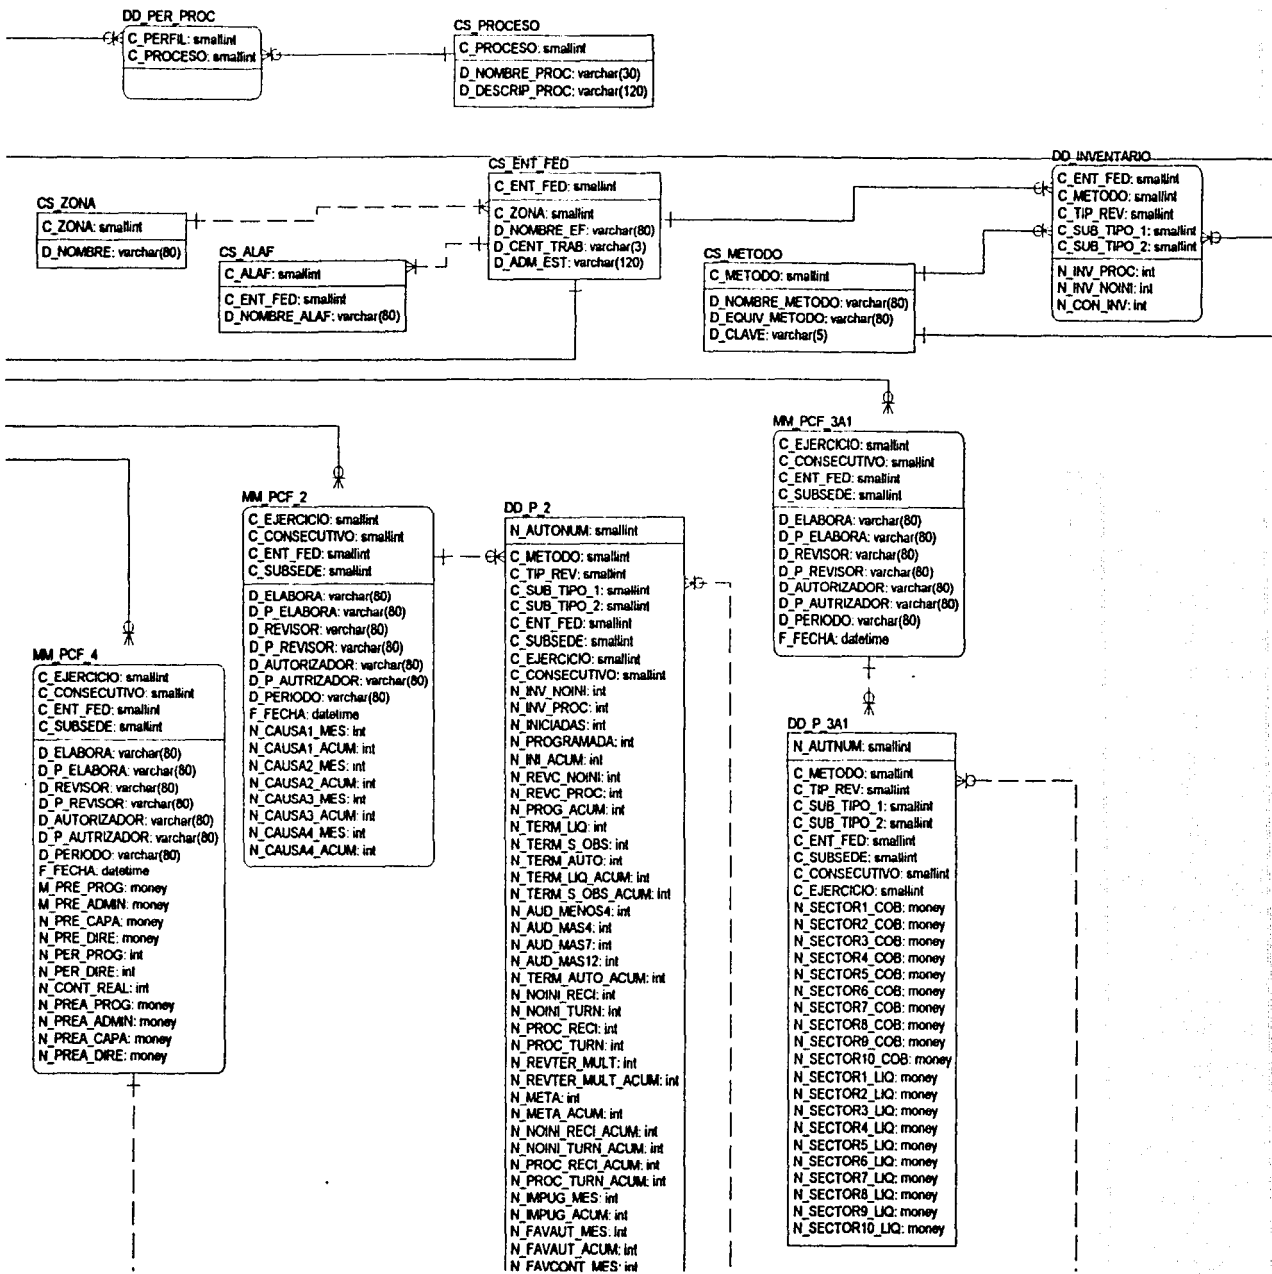 DD_PER_PROC
C_PERFIL: smallint
C_PROCESO: smallint
CS_PROCESO
C_PROCESO: smallint
D_NOMBRE_PROC: varchar(30)
D_DESCRIP_PROC: varchar(120)
CS_ZONA
C_ZONA: smallint
D_NOMBRE: varchar(80)
CS_ALAF
C_ALAF: smallint
C_ENT_FED: smallint
D_NOMBRE_ALAF: varchar(80)
CS_ENT_FED
C_ENT_FED: smallint
C_ZONA: smallint
D_NOMBRE_EF: varchar(80)
D_CENT_TRAB: varchar(3)
D_ADM_EST: varchar(120)
CS_METODO
C_METODO: smallint
D_NOMBRE_METODO: varchar(80)
D_EQUIV_METODO: varchar(80)
D_CLAVE: varchar(5)
DD_INVENTARIO
C_ENT_FED: smallint
C_METODO: smallint
C_TIP_REV: smallint
C_SUB_TIPO_1: smallint
C_SUB_TIPO_2: smallint
N_INV_PROC: int
N_INV_NOINI: int
N_CON_INV: int
MM_PCF_4
C_EJERCICIO: smallint
C_CONSECUTIVO: smallint
C_ENT_FED: smallint
C_SUBSEDE: smallint
D_ELABORA: varchar(80)
D_P_ELABORA: varchar(80)
D_REVISOR: varchar(80)
D_P_REVISOR: varchar(80)
D_AUTORIZADOR: varchar(80)
D_P_AUTRIZADOR: varchar(80)
D_PERIODO: varchar(80)
F_FECHA: datetime
M_PRE_PROG: money
M_PRE_ADMIN: money
N_PRE_CAPA: money
N_PRE_DIRE: money
N_PER_PROG: int
N_PER_DIRE: int
N_CONT_REAL: int
N_PREA_PROG: money
N_PREA_ADMIN: money
N_PREA_CAPA: money
N_PREA_DIRE: money
MM_PCF_2
C_EJERCICIO: smallint
C_CONSECUTIVO: smallint
C_ENT_FED: smallint
C_SUBSEDE: smallint
D_ELABORA: varchar(80)
D_P_ELABORA: varchar(80)
D_REVISOR: varchar(80)
D_P_REVISOR: varchar(80)
D_AUTORIZADOR: varchar(80)
D_P_AUTRIZADOR: varchar(80)
D_PERIODO: varchar(80)
F_FECHA: datetime
N_CAUSA1_MES: int
N_CAUSA1_ACUM: int
N_CAUSA2_MES: int
N_CAUSA2_ACUM: int
N_CAUSA3_MES: int
N_CAUSA3_ACUM: int
N_CAUSA4_MES: int
N_CAUSA4_ACUM: int
DD_P_2
N_AUTONUM: smallint
C_METODO: smallint
C_TIP_REV: smallint
C_SUB_TIPO_1: smallint
C_SUB_TIPO_2: smallint
C_ENT_FED: smallint
C_SUBSEDE: smallint
C_EJERCICIO: smallint
C_CONSECUTIVO: smallint
N_INV_NOINI: int
N_INV_PROC: int
N_INICIADAS: int
N_PROGRAMADA: int
N_INI_ACUM: int
N_REVC_NOINI: int
N_REVC_PROC: int
N_PROG_ACUM: int
N_TERM_LIQ: int
N_TERM_S_OBS: int
N_TERM_AUTO: int
N_TERM_LIQ_ACUM: int
N_TERM_S_OBS_ACUM: int
N_AUD_MENOS4: int
N_AUD_MAS4: int
N_AUD_MAS7: int
N_AUD_MAS12: int
N_TERM_AUTO_ACUM: int
N_NOINI_RECI: int
N_NOINI_TURN: int
N_PROC_RECI: int
N_PROC_TURN: int
N_REVTER_MULT: int
N_REVTER_MULT_ACUM: int
N_META: int
N_META_ACUM: int
N_NOINI_RECI_ACUM: int
N_NOINI_TURN_ACUM: int
N_PROC_RECI_ACUM: int
N_PROC_TURN_ACUM: int
N_IMPUG_MES: int
N_IMPUG_ACUM: int
N_FAVAUT_MES: int
N_FAVAUT_ACUM: int
N_FAVCONT_MES: int
MM_PCF_3A1
C_EJERCICIO: smallint
C_CONSECUTIVO: smallint
C_ENT_FED: smallint
C_SUBSEDE: smallint
D_ELABORA: varchar(80)
D_P_ELABORA: varchar(80)
D_REVISOR: varchar(80)
D_P_REVISOR: varchar(80)
D_AUTORIZADOR: varchar(80)
D_P_AUTRIZADOR: varchar(80)
D_PERIODO: varchar(80)
F_FECHA: datetime
DD_P_3A1
N_AUTNUM: smallint
C_METODO: smallint
C_TIP_REV: smallint
C_SUB_TIPO_1: smallint
C_SUB_TIPO_2: smallint
C_ENT_FED: smallint
C_SUBSEDE: smallint
C_CONSECUTIVO: smallint
C_EJERCICIO: smallint
N_SECTOR1_COB: money
N_SECTOR2_COB: money
N_SECTOR3_COB: money
N_SECTOR4_COB: money
N_SECTOR5_COB: money
N_SECTOR6_COB: money
N_SECTOR7_COB: money
N_SECTOR8_COB: money
N_SECTOR9_COB: money
N_SECTOR10_COB: money
N_SECTOR1_LIQ: money
N_SECTOR2_LIQ: money
N_SECTOR3_LIQ: money
N_SECTOR4_LIQ: money
N_SECTOR5_LIQ: money
N_SECTOR6_LIQ: money
N_SECTOR7_LIQ: money
N_SECTOR8_LIQ: money
N_SECTOR9_LIQ: money
N_SECTOR10_LIQ: money